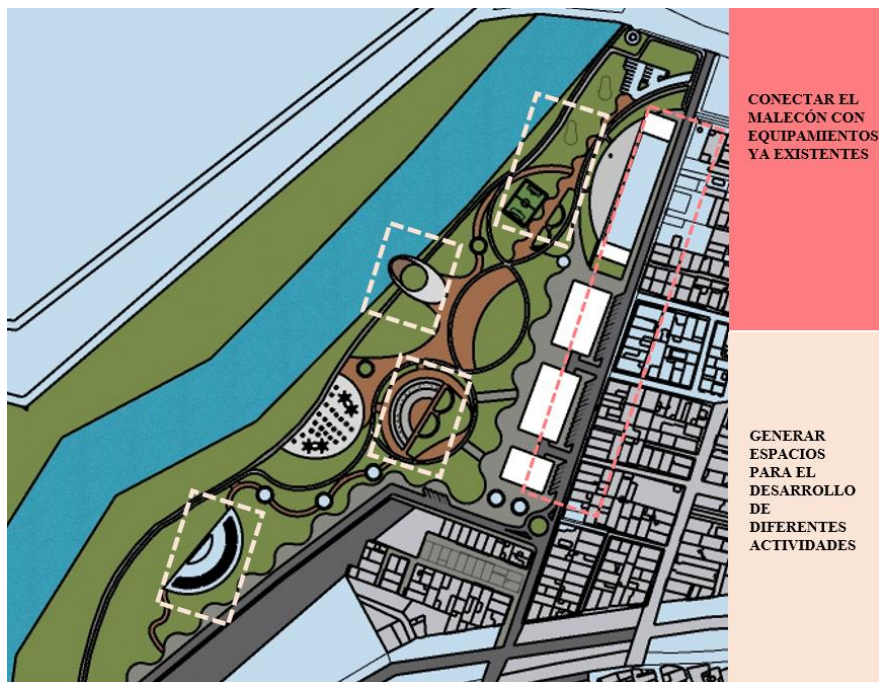 CONECTAR EL
MALECÓN CON
EQUIPAMIENTOS
YA EXISTENTES
GENERAR
ESPACIOS
PARA EL
DESARROLLO
DE
DIFERENTES
ACTIVIDADES